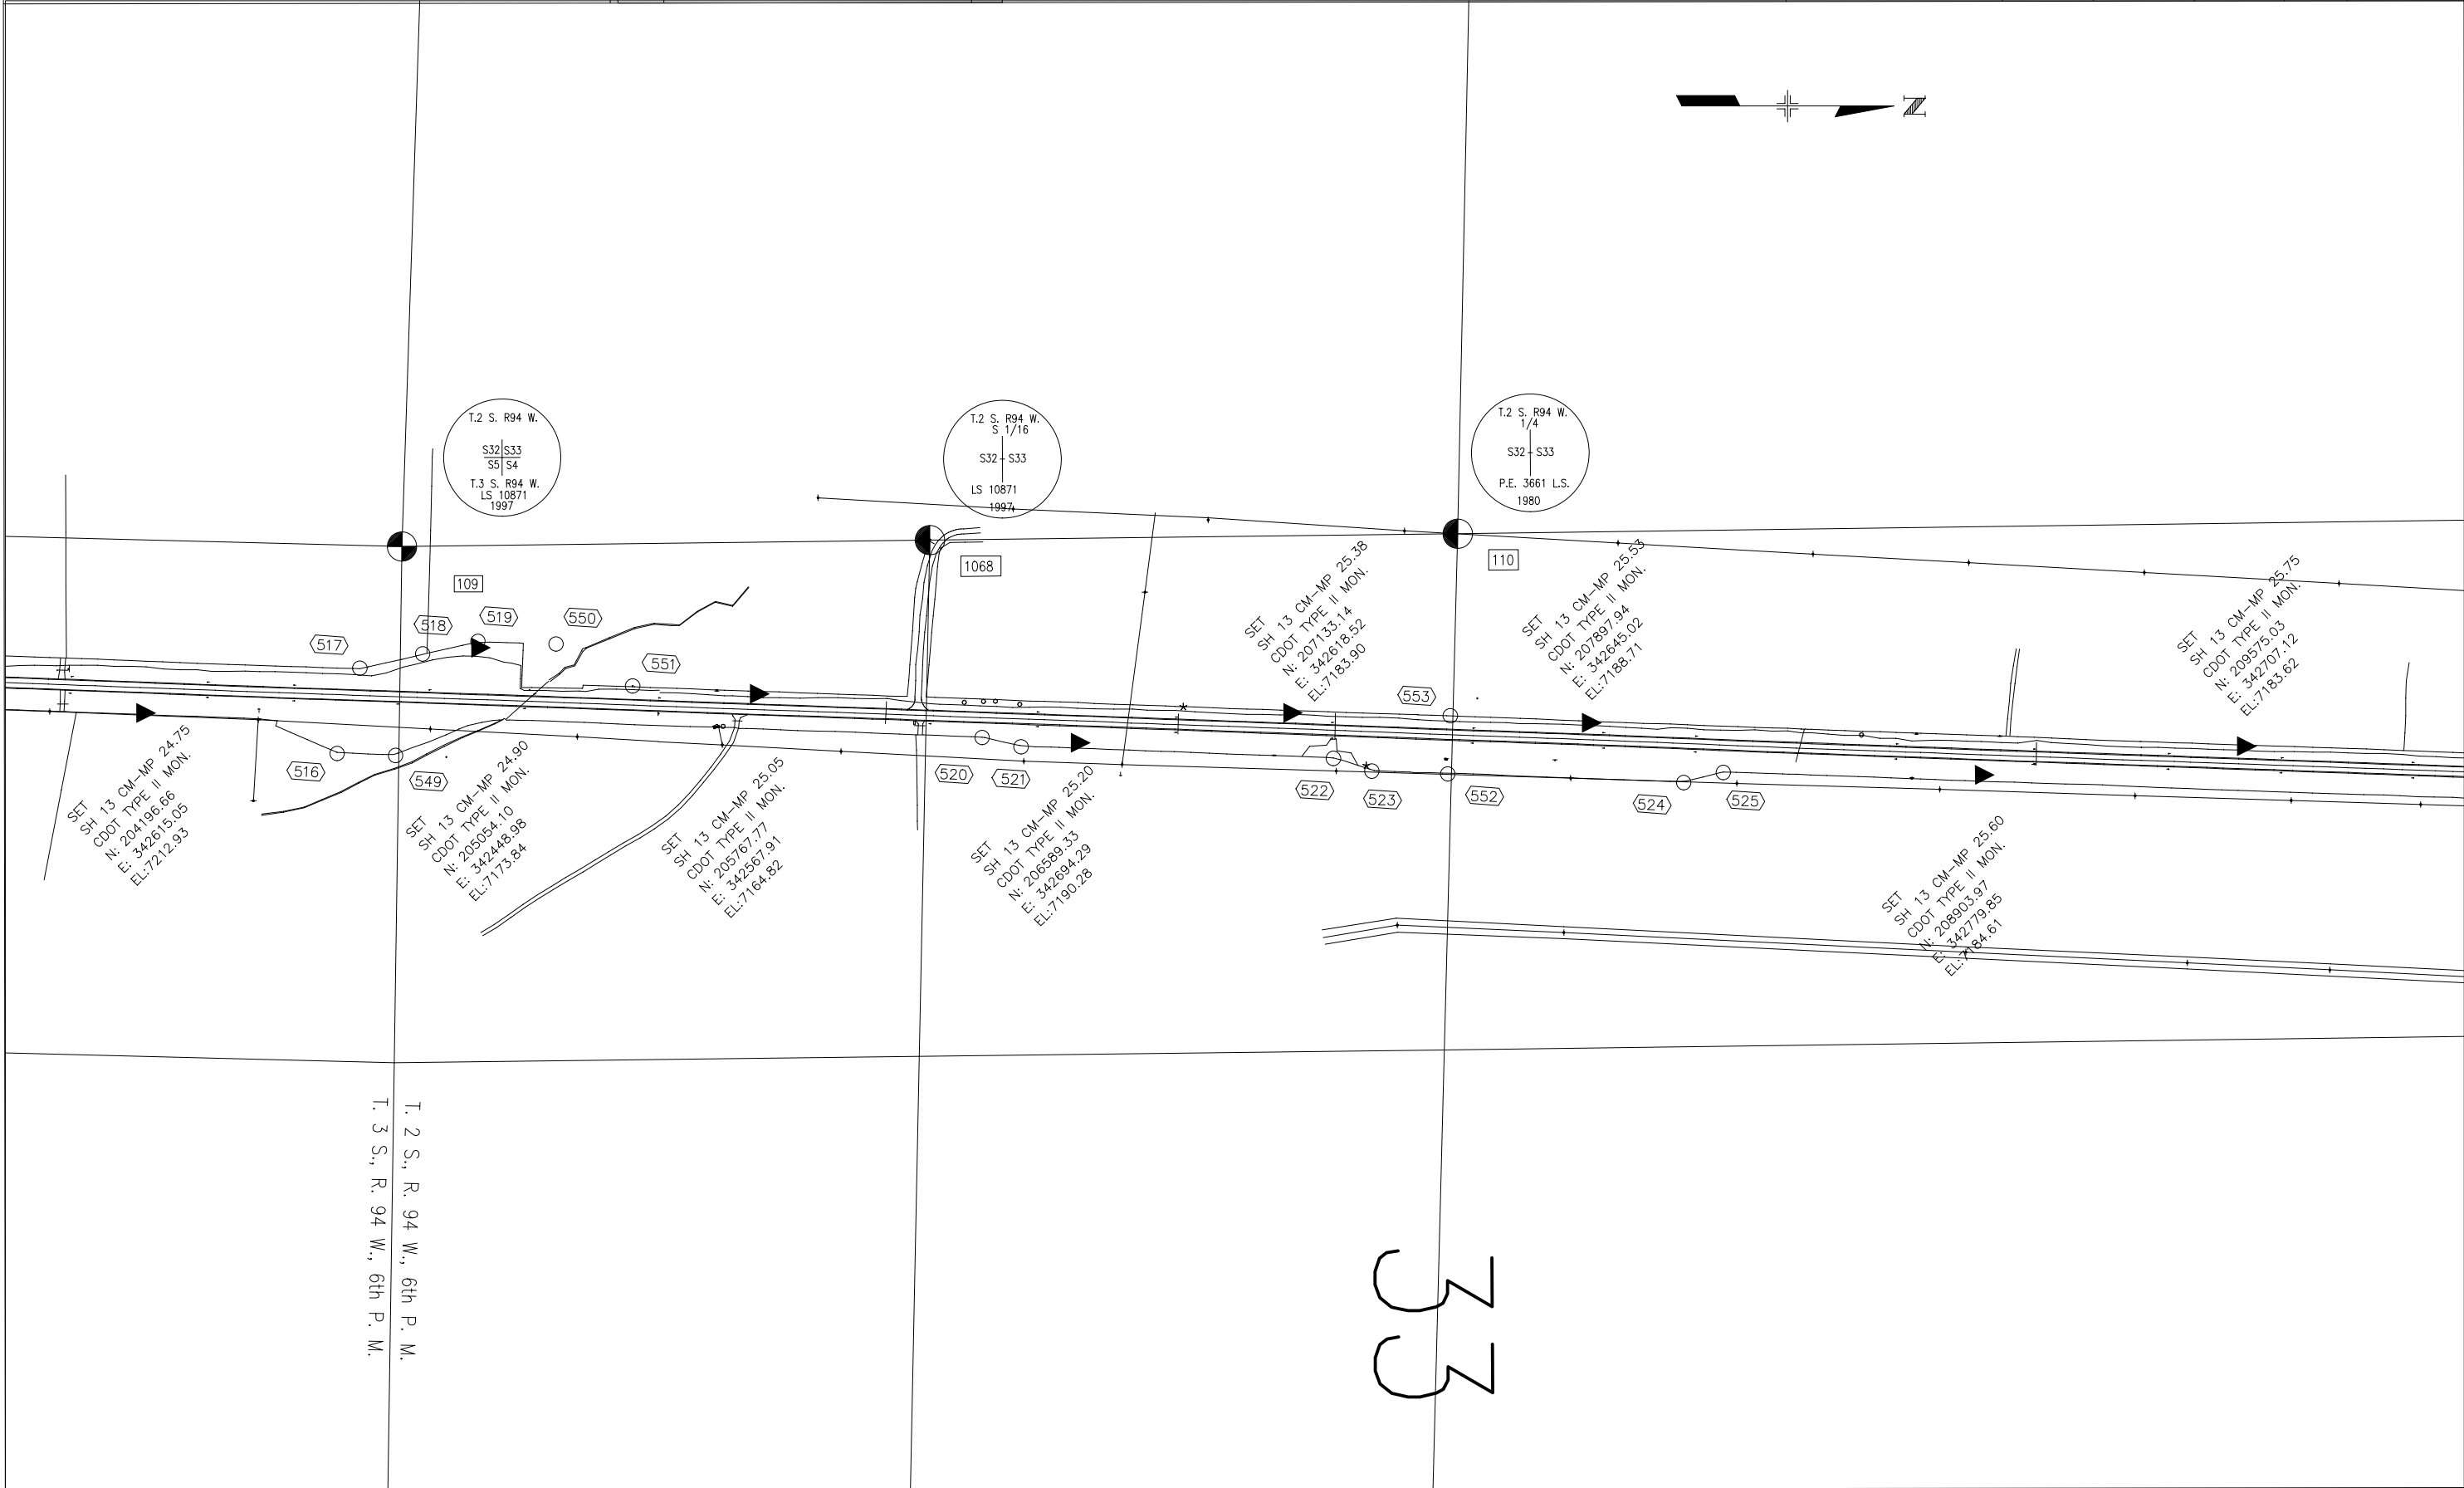 N
T.2 S. R94 W.
S32 S33
S5 S4
T.3 S. R94 W.
LS 10871
1997
T.2 S. R94 W.
S 1/16
S32 S33
LS 10871
1997
T.2 S. R94 W.
1/4
S32 S33
P.E. 3661 L.S.
1980
109
1068
110
517
518
519
550
551
553
516
549
520
521
522
523
552
524
525
SET
SH 13 CM-MP 25.38
CDOT TYPE II MON.
N: 207133.14
E: 342618.52
EL:7183.90
SET
SH 13 CM-MP 25.53
CDOT TYPE II MON.
N: 207897.94
E: 342645.02
EL:7188.71
SET
SH 13 CM-MP 25.75
CDOT TYPE II MON.
N: 209575.03
E: 342707.12
EL:7183.62
SET
SH 13 CM-MP 24.75
CDOT TYPE II MON.
N: 204196.66
E: 342615.05
EL:7212.93
SET
SH 13 CM-MP 24.90
CDOT TYPE II MON.
N: 205054.10
E: 342448.98
EL:7173.84
SET
SH 13 CM-MP 25.05
CDOT TYPE II MON.
N: 205767.77
E: 342567.91
EL:7164.82
SET
SH 13 CM-MP 25.20
CDOT TYPE II MON.
N: 206589.33
E: 342694.29
EL:7190.28
SET
SH 13 CM-MP 25.60
CDOT TYPE II MON.
N: 208903.97
E: 342779.85
EL:7184.61
T. 2 S., R. 94 W., 6th P. M.
T. 3 S., R. 94 W., 6th P. M.
33